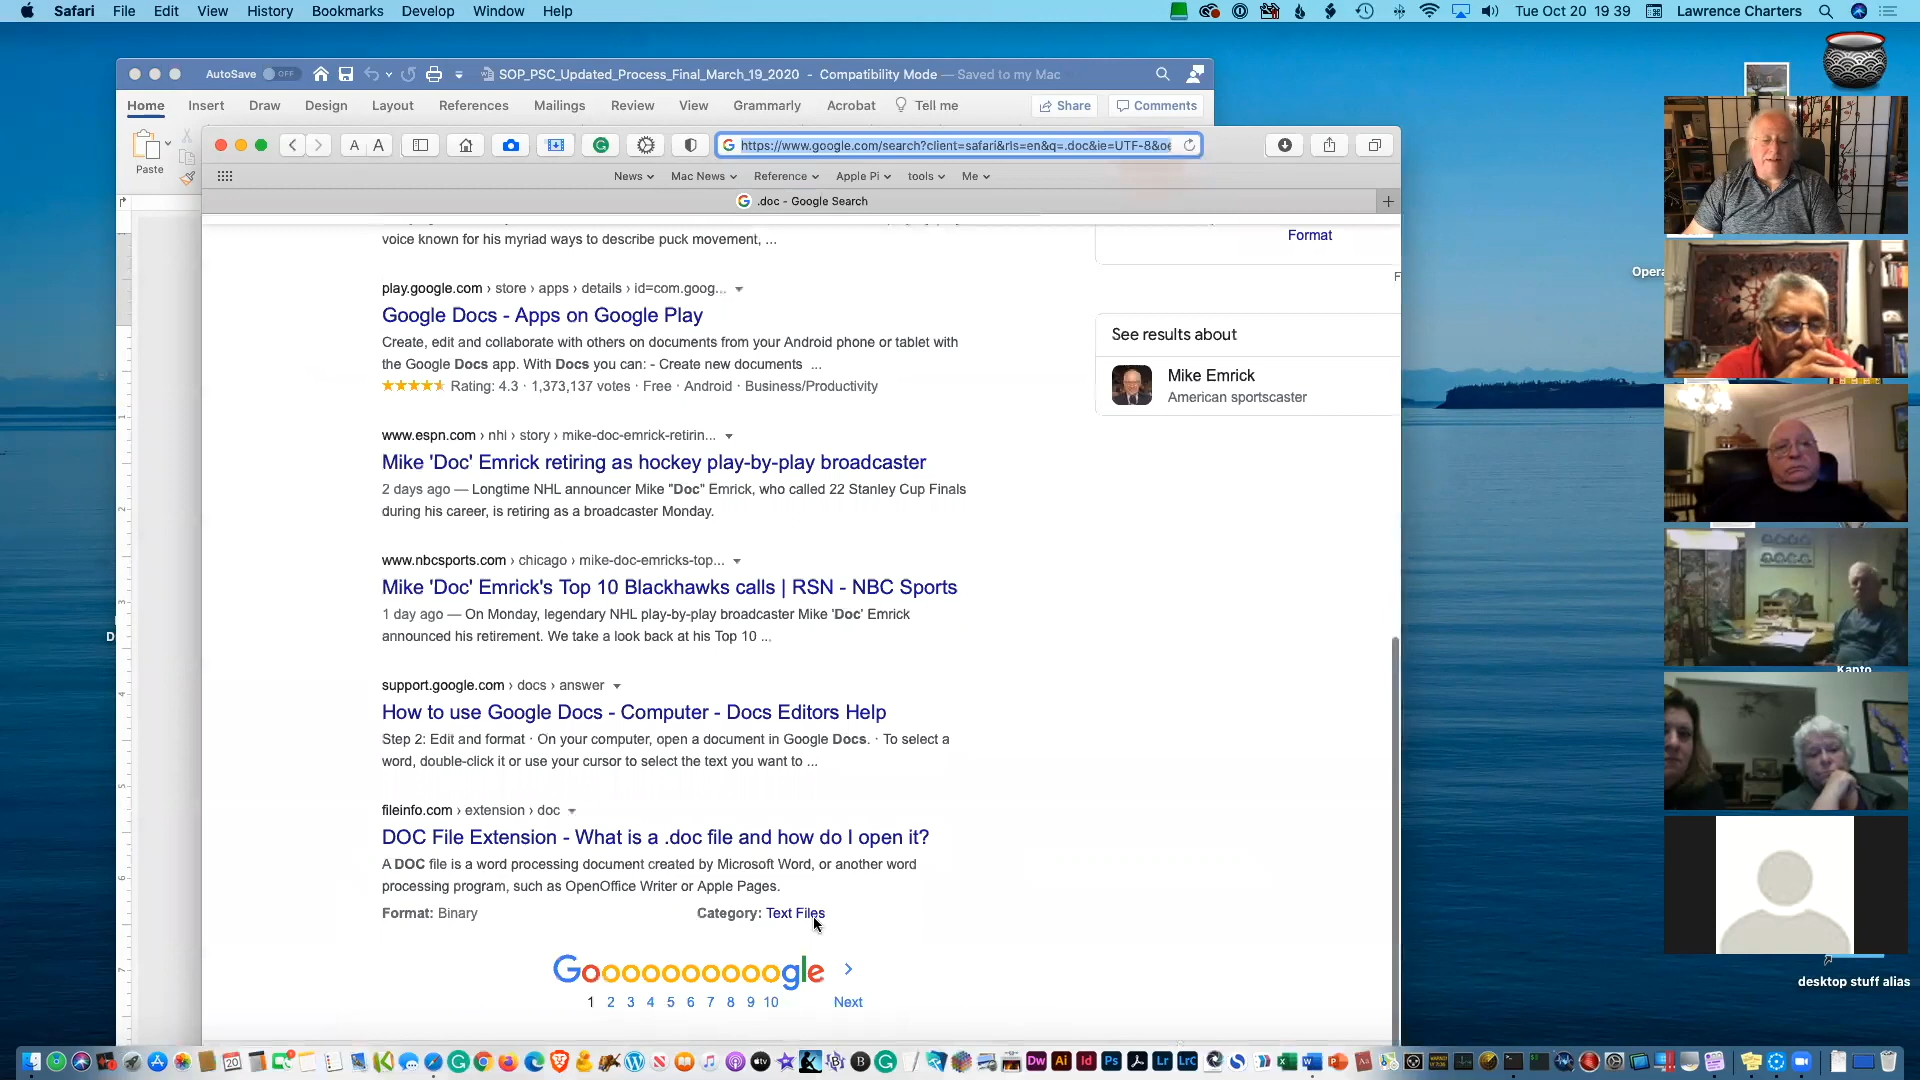 Safari File Edit View History Bookmarks Develop Window Help
Tue Oct 20 19 39 Lawrence Charters
AutoSave OFF
SOP_PSC_Updated_Process_Final_March_19_2020 - Compatibility Mode — Saved to my Mac
Home Insert Draw Design Layout References Mailings Review View Grammarly Acrobat Tell me Share Comments
Paste
A A
https://www.google.com/search?client=safari&rls=en&q=.doc&ie=UTF-8&oe
News Mac News Reference Apple Pi tools Me
.doc - Google Search
voice known for his myriad ways to describe puck movement, ...
Format
play.google.com › store › apps › details › id=com.goog...
Google Docs - Apps on Google Play
Create, edit and collaborate with others on documents from your Android phone or tablet with
the Google Docs app. With Docs you can: - Create new documents ...
Rating: 4.3 · 1,373,137 votes · Free · Android · Business/Productivity
See results about
Mike Emrick
American sportscaster
www.espn.com › nhl › story › mike-doc-emrick-retirin...
Mike 'Doc' Emrick retiring as hockey play-by-play broadcaster
2 days ago — Longtime NHL announcer Mike "Doc" Emrick, who called 22 Stanley Cup Finals
during his career, is retiring as a broadcaster Monday.
www.nbcsports.com › chicago › mike-doc-emricks-top...
Mike 'Doc' Emrick's Top 10 Blackhawks calls | RSN - NBC Sports
1 day ago — On Monday, legendary NHL play-by-play broadcaster Mike 'Doc' Emrick
announced his retirement. We take a look back at his Top 10 ...
support.google.com › docs › answer
How to use Google Docs - Computer - Docs Editors Help
Step 2: Edit and format · On your computer, open a document in Google Docs. · To select a
word, double-click it or use your cursor to select the text you want to ...
fileinfo.com › extension › doc
DOC File Extension - What is a .doc file and how do I open it?
A DOC file is a word processing document created by Microsoft Word, or another word
processing program, such as OpenOffice Writer or Apple Pages.
Format: Binary Category: Text Files
Goooooooooogle
1 2 3 4 5 6 7 8 9 10 Next
Opera
Kanto
desktop stuff alias